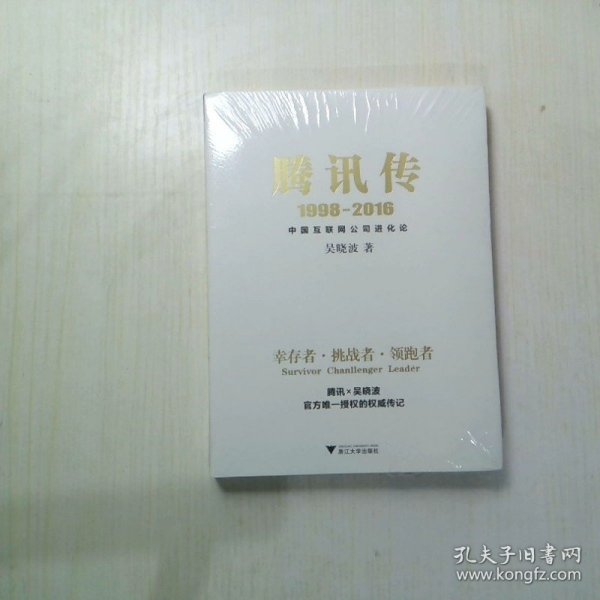 腾讯传
1998-2016
中国互联网公司进化论
吴晓波 著
幸存者·挑战者·领跑者
Survivor Chanllenger Leader
腾讯×吴晓波
官方唯一授权的权威传记
浙江大学出版社
孔夫子旧书网
www.kongfz.com